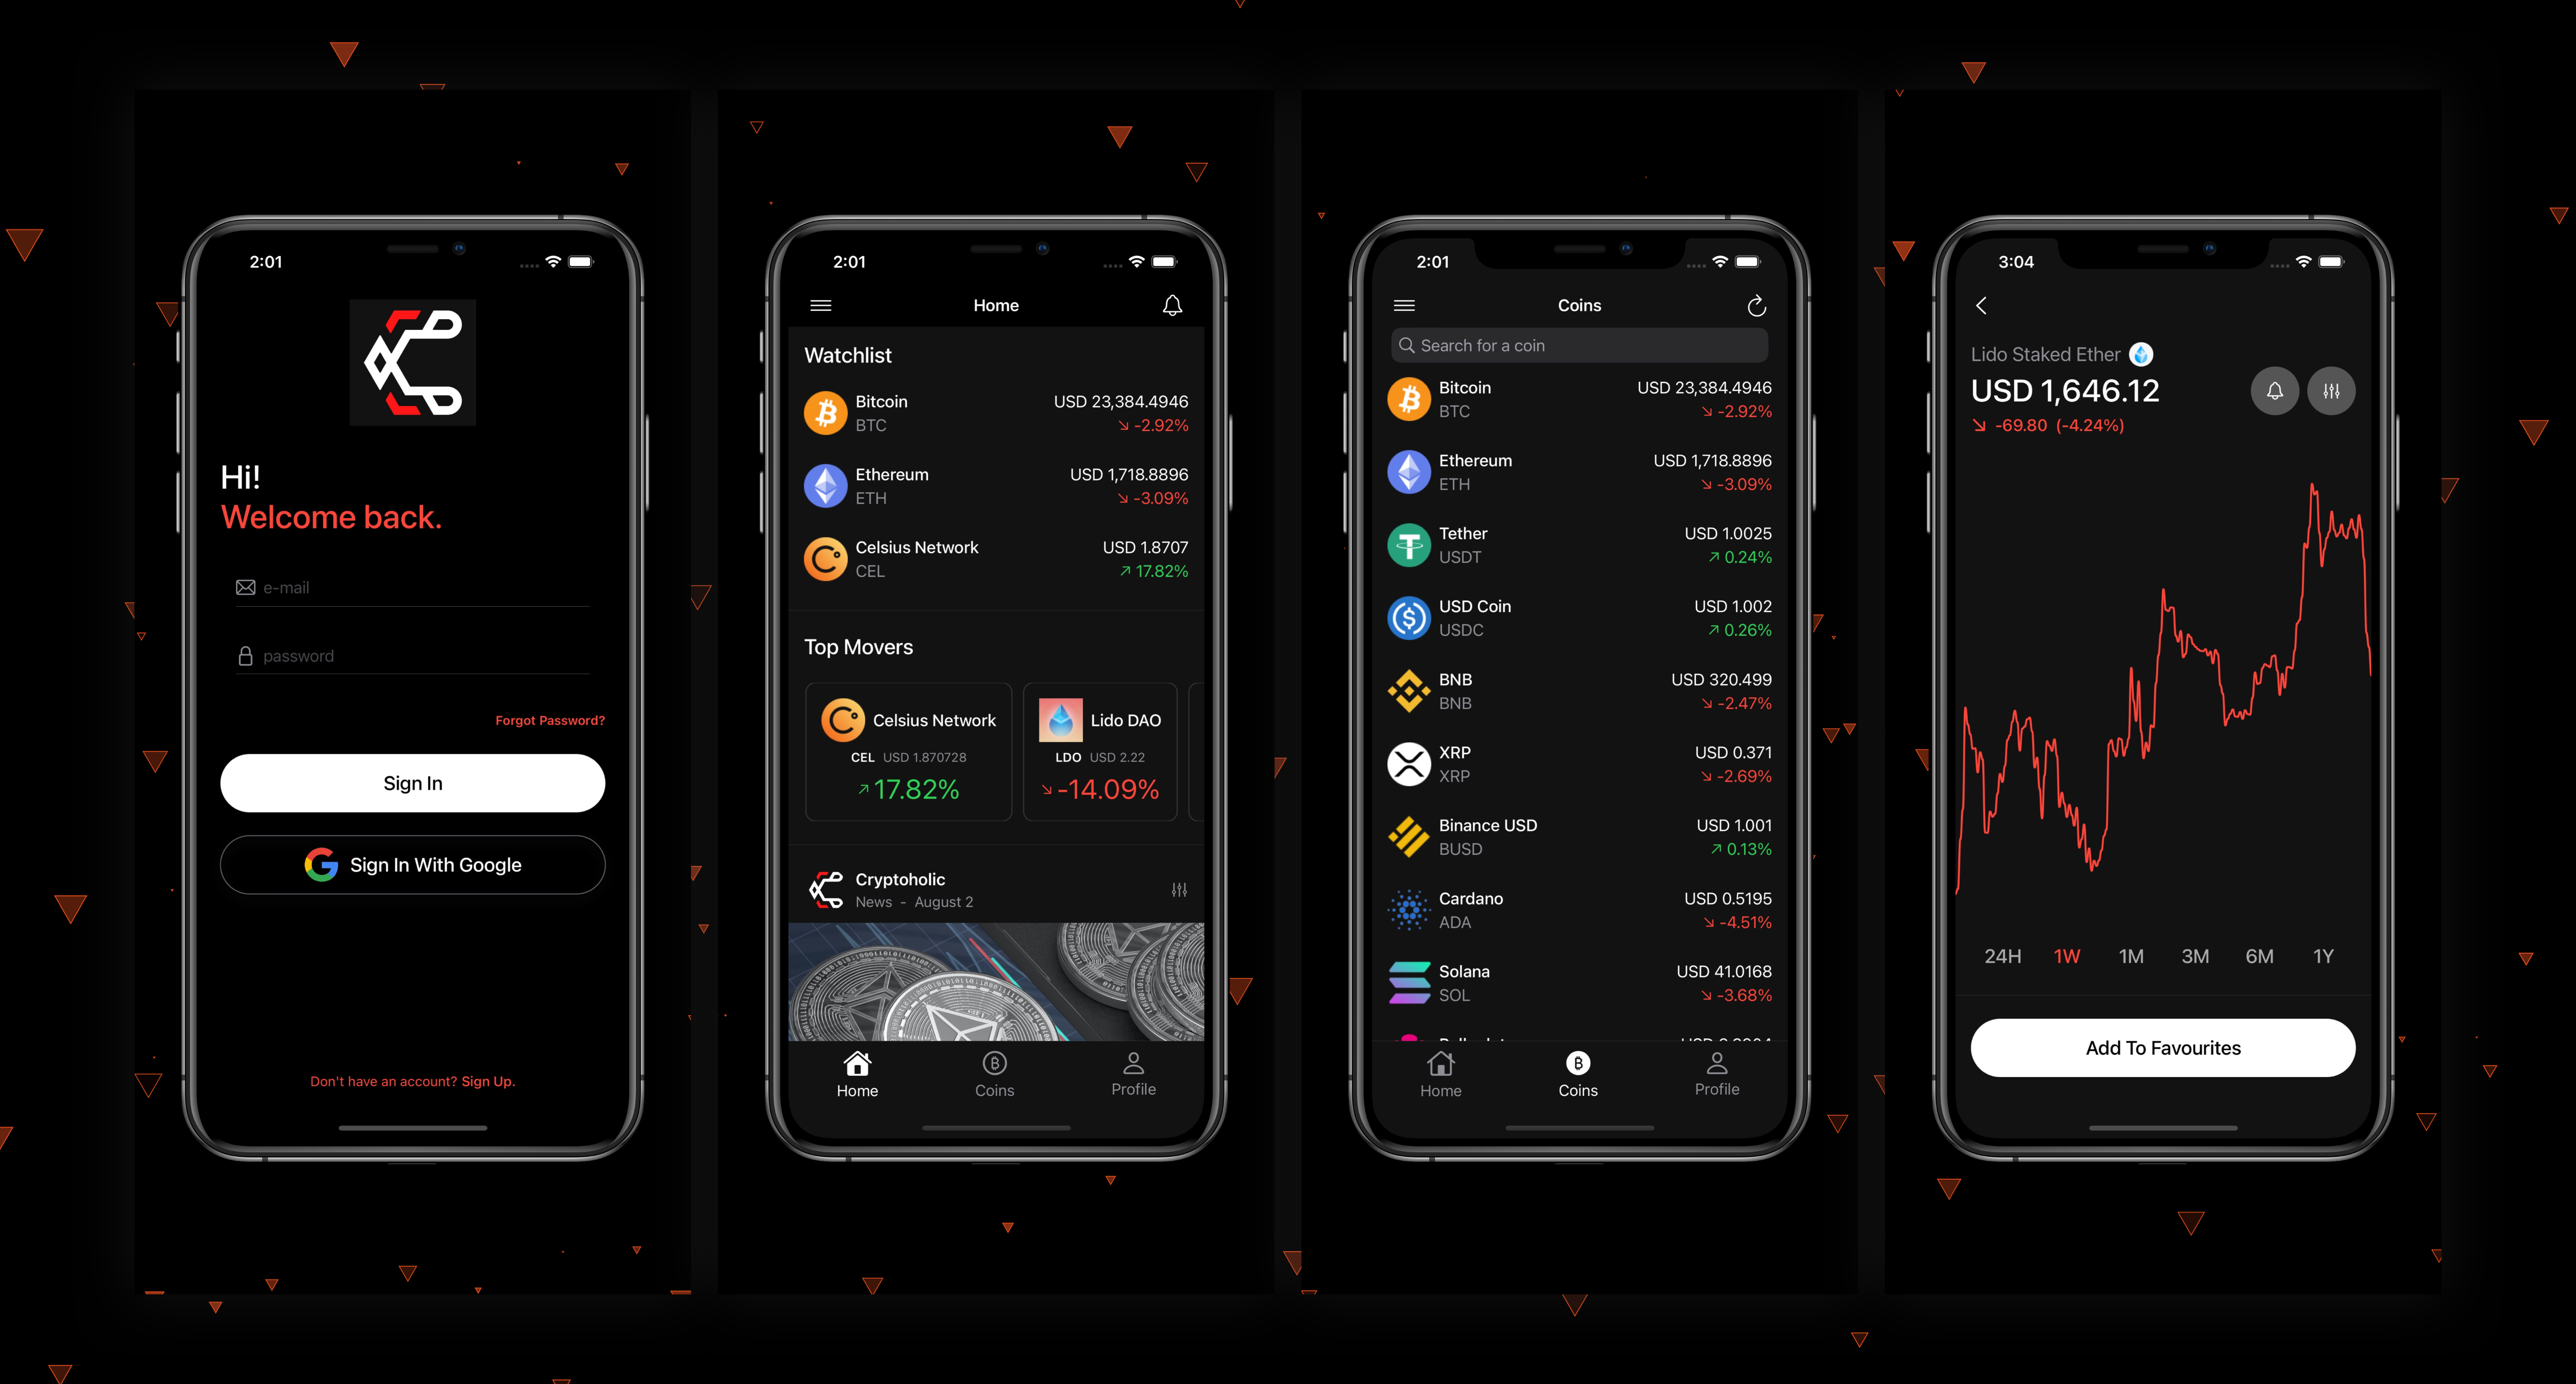 2:01
Hi!
Welcome back.
e-mail
password
Forgot Password?
Sign In
Sign In With Google
Don't have an account? Sign Up.
2:01
Home
Watchlist
Bitcoin USD 23,384.4946
BTC -2.92%
Ethereum USD 1,718.8896
ETH -3.09%
Celsius Network USD 1.8707
CEL 17.82%
Top Movers
Celsius Network
CEL USD 1.870728
17.82%
Lido DAO
LDO USD 2.22
-14.09%
Cryptoholic
News - August 2
Home Coins Profile
2:01
Coins
Search for a coin
Bitcoin USD 23,384.4946
BTC -2.92%
Ethereum USD 1,718.8896
ETH -3.09%
Tether USD 1.0025
USDT 0.24%
USD Coin USD 1.002
USDC 0.26%
BNB USD 320.499
BNB -2.47%
XRP USD 0.371
XRP -2.69%
Binance USD USD 1.001
BUSD 0.13%
Cardano USD 0.5195
ADA -4.51%
Solana USD 41.0168
SOL -3.68%
Home Coins Profile
3:04
Lido Staked Ether
USD 1,646.12
-69.80 (-4.24%)
24H 1W 1M 3M 6M 1Y
Add To Favourites